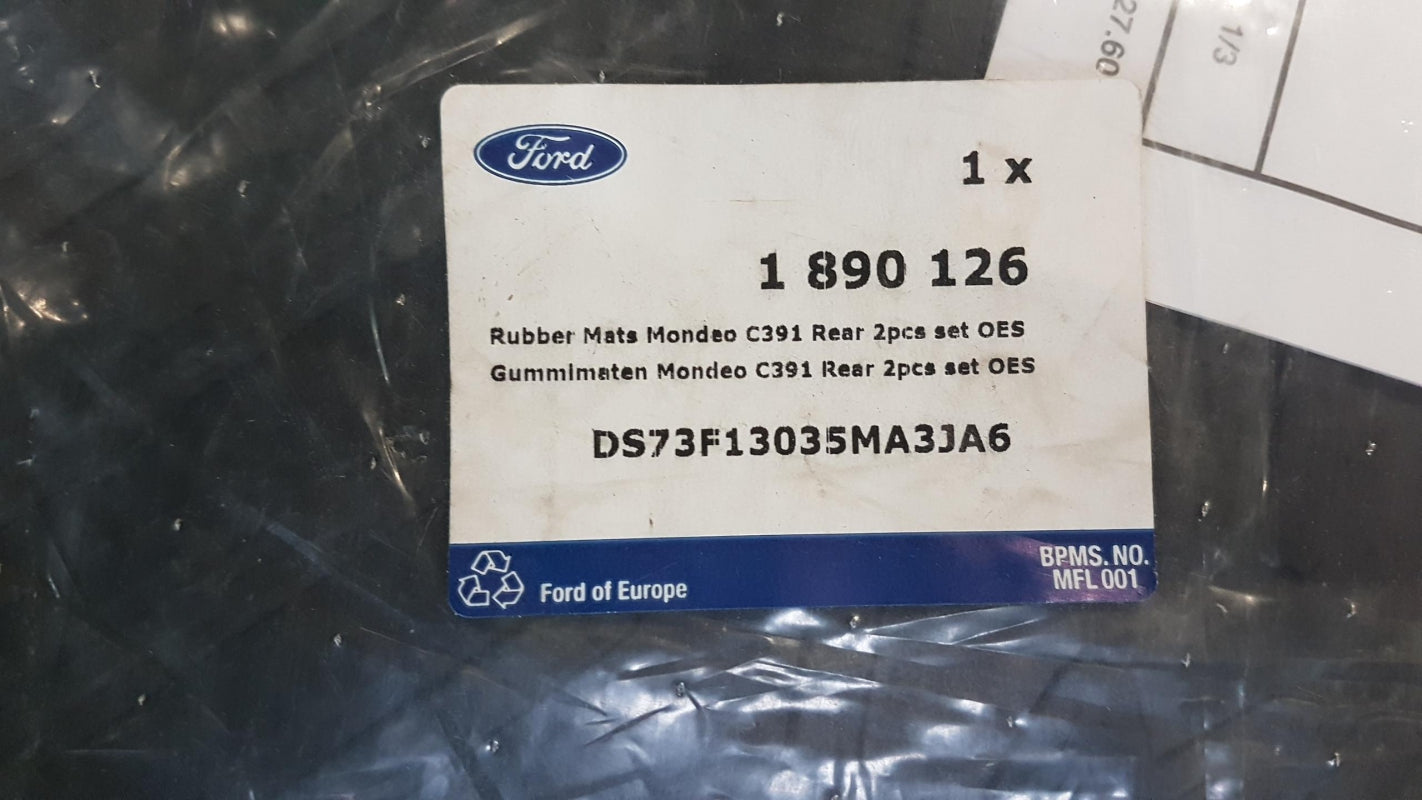 27.60
1/3
Ford
1 x
1 890 126
Rubber Mats Mondeo C391 Rear 2pcs set OES
Gummimaten Mondeo C391 Rear 2pcs set OES
DS73F13035MA3JA6
Ford of Europe
BPMS. NO.
MFL 001